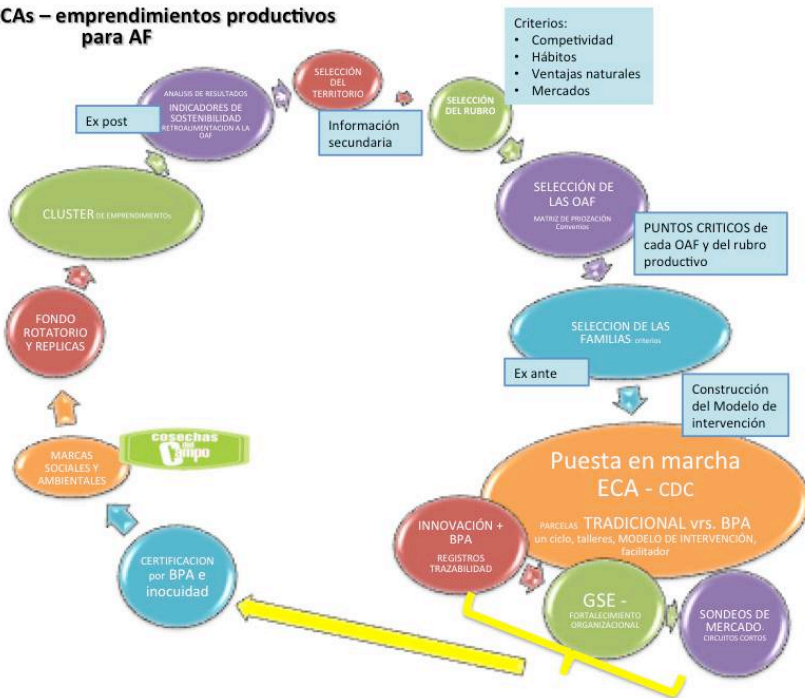 CAs – emprendimientos productivos
para AF
Criterios:
• Competividad
• Hábitos
• Ventajas naturales
• Mercados
SELECCIÓN
DEL
TERRITORIO
Información
secundaria
SELECCIÓN
DEL RUBRO
SELECCIÓN DE
LAS OAF
MATRIZ DE PRIOZACIÓN
Convenios
PUNTOS CRITICOS de
cada OAF y del rubro
productivo
SELECCION DE LAS
FAMILIAS: criterios
Ex ante
Construcción
del Modelo de
intervención
Puesta en marcha
ECA - CDC
PARCELAS TRADICIONAL vrs. BPA
un ciclo, talleres, MODELO DE INTERVENCIÓN,
facilitador
INNOVACIÓN +
BPA
REGISTROS
TRAZABILIDAD
GSE -
FORTALECIMIENTO
ORGANIZACIONAL
SONDEOS DE
MERCADO.
CIRCUITOS CORTOS
CERTIFICACION
por BPA e
inocuidad
MARCAS
SOCIALES Y
AMBIENTALES
cosechas
del
Campo
FONDO
ROTATORIO
Y REPLICAS
CLUSTER DE EMPRENDIMIENTOs
Ex post
ANALISIS DE RESULTADOS
INDICADORES DE
SOSTENIBILIDAD
RETROALIMENTACION A LA
OAF